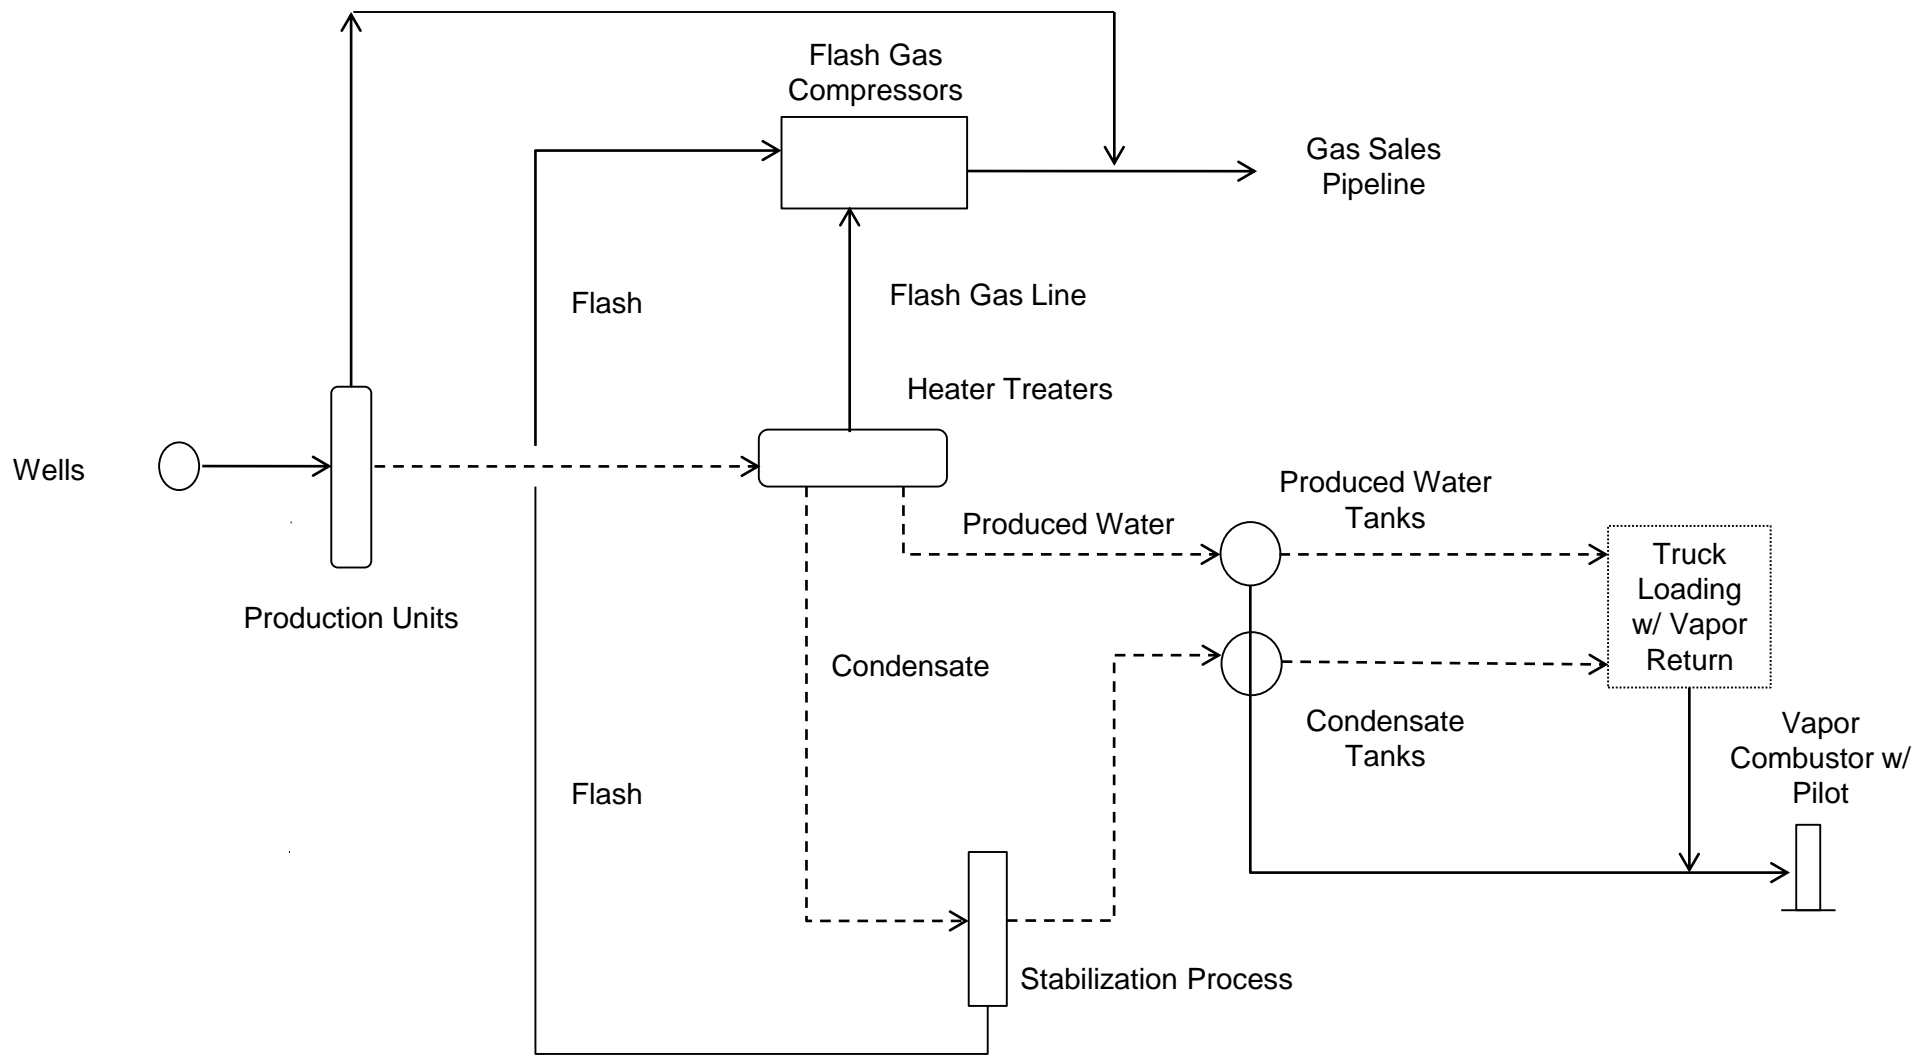 Flash Gas
Compressors
Gas Sales
Pipeline
Flash
Flash Gas Line
Heater Treaters
Wells
Produced Water
Tanks
Produced Water
Truck
Loading
w/ Vapor
Return
Production Units
Condensate
Condensate
Tanks
Vapor
Combustor w/
Pilot
Flash
Stabilization Process